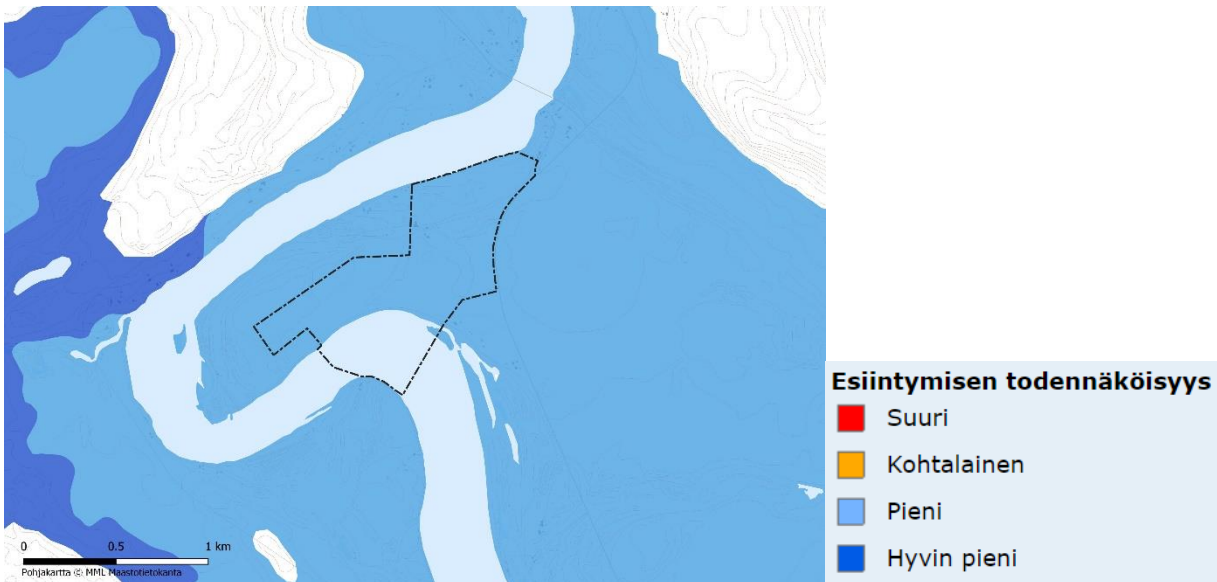 Esiintymisen todennäköisyys
Suuri
Kohtalainen
Pieni
Hyvin pieni
0 0.5 1 km
Pohjakartta © MML Maastotietokanta